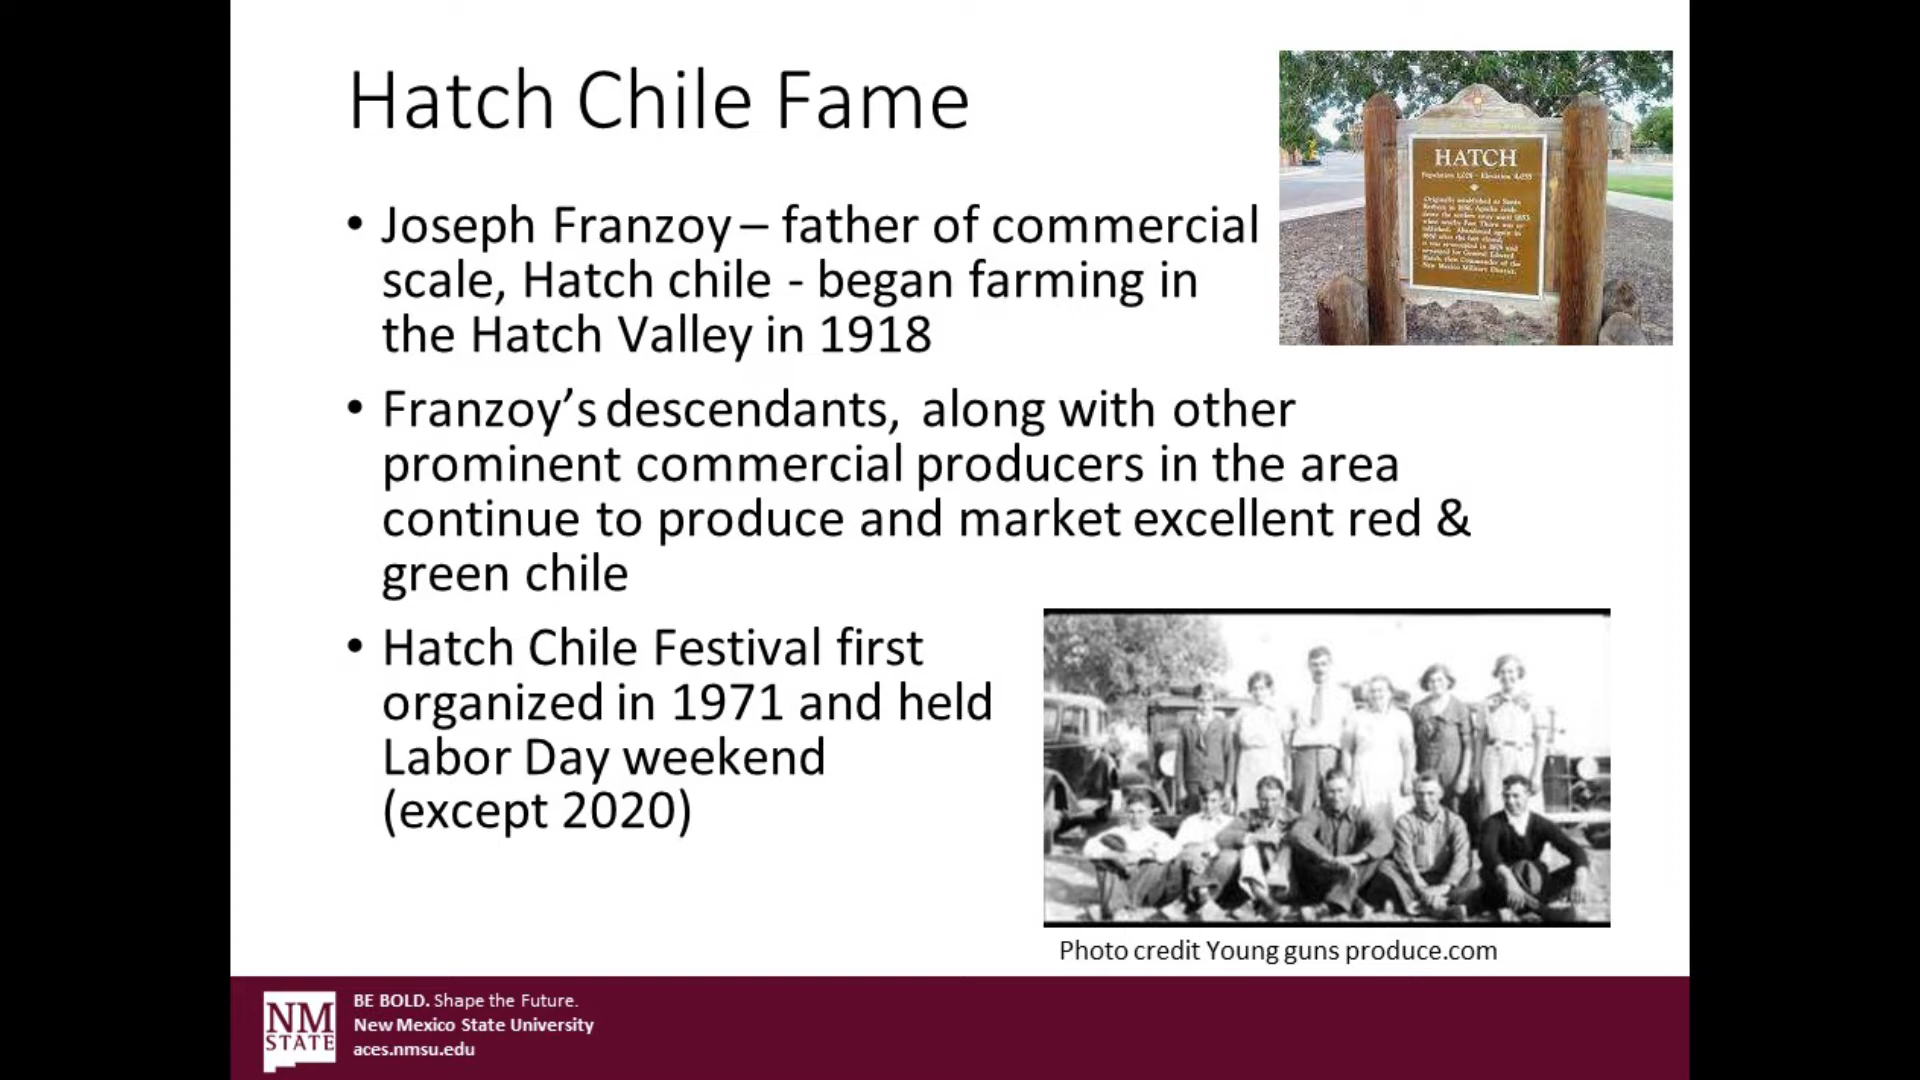 Hatch Chile Fame
• Joseph Franzoy – father of commercial
scale, Hatch chile - began farming in
the Hatch Valley in 1918
• Franzoy’s descendants, along with other
prominent commercial producers in the area
continue to produce and market excellent red &
green chile
• Hatch Chile Festival first
organized in 1971 and held
Labor Day weekend
(except 2020)
HATCH
Photo credit Young guns produce.com
NM
STATE
BE BOLD. Shape the Future.
New Mexico State University
aces.nmsu.edu